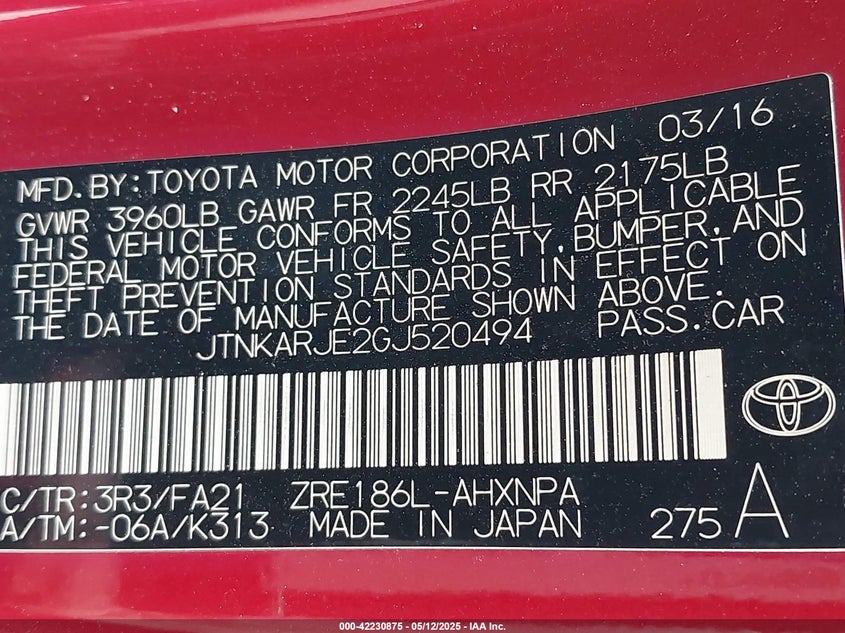 MFD.BY:TOYOTA MOTOR CORPORATION 03/16
GVWR 3960LB GAWR FR 2245LB RR 2175LB
THIS VEHICLE CONFORMS TO ALL APPLICABLE
FEDERAL MOTOR VEHICLE SAFETY,BUMPER,AND
THEFT PREVENTION STANDARDS IN EFFECT ON
THE DATE OF MANUFACTURE SHOWN ABOVE.
JTNKARJE2GJ520494 PASS.CAR
C/TR:3R3/FA21 ZRE186L-AHXNPA
A/TM:-06A/K313 MADE IN JAPAN 275 A
000-42230875 - 05/12/2025 - IAA Inc.